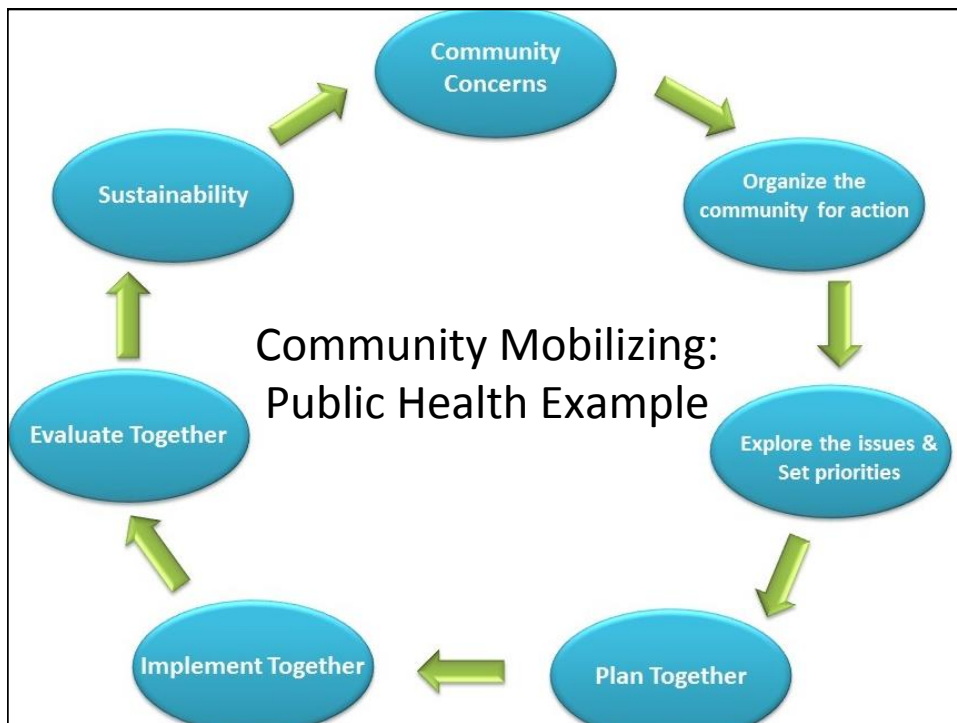 Community
Concerns
Organize the
community for action
Explore the issues &
Set priorities
Plan Together
Implement Together
Evaluate Together
Sustainability
Community Mobilizing:
Public Health Example